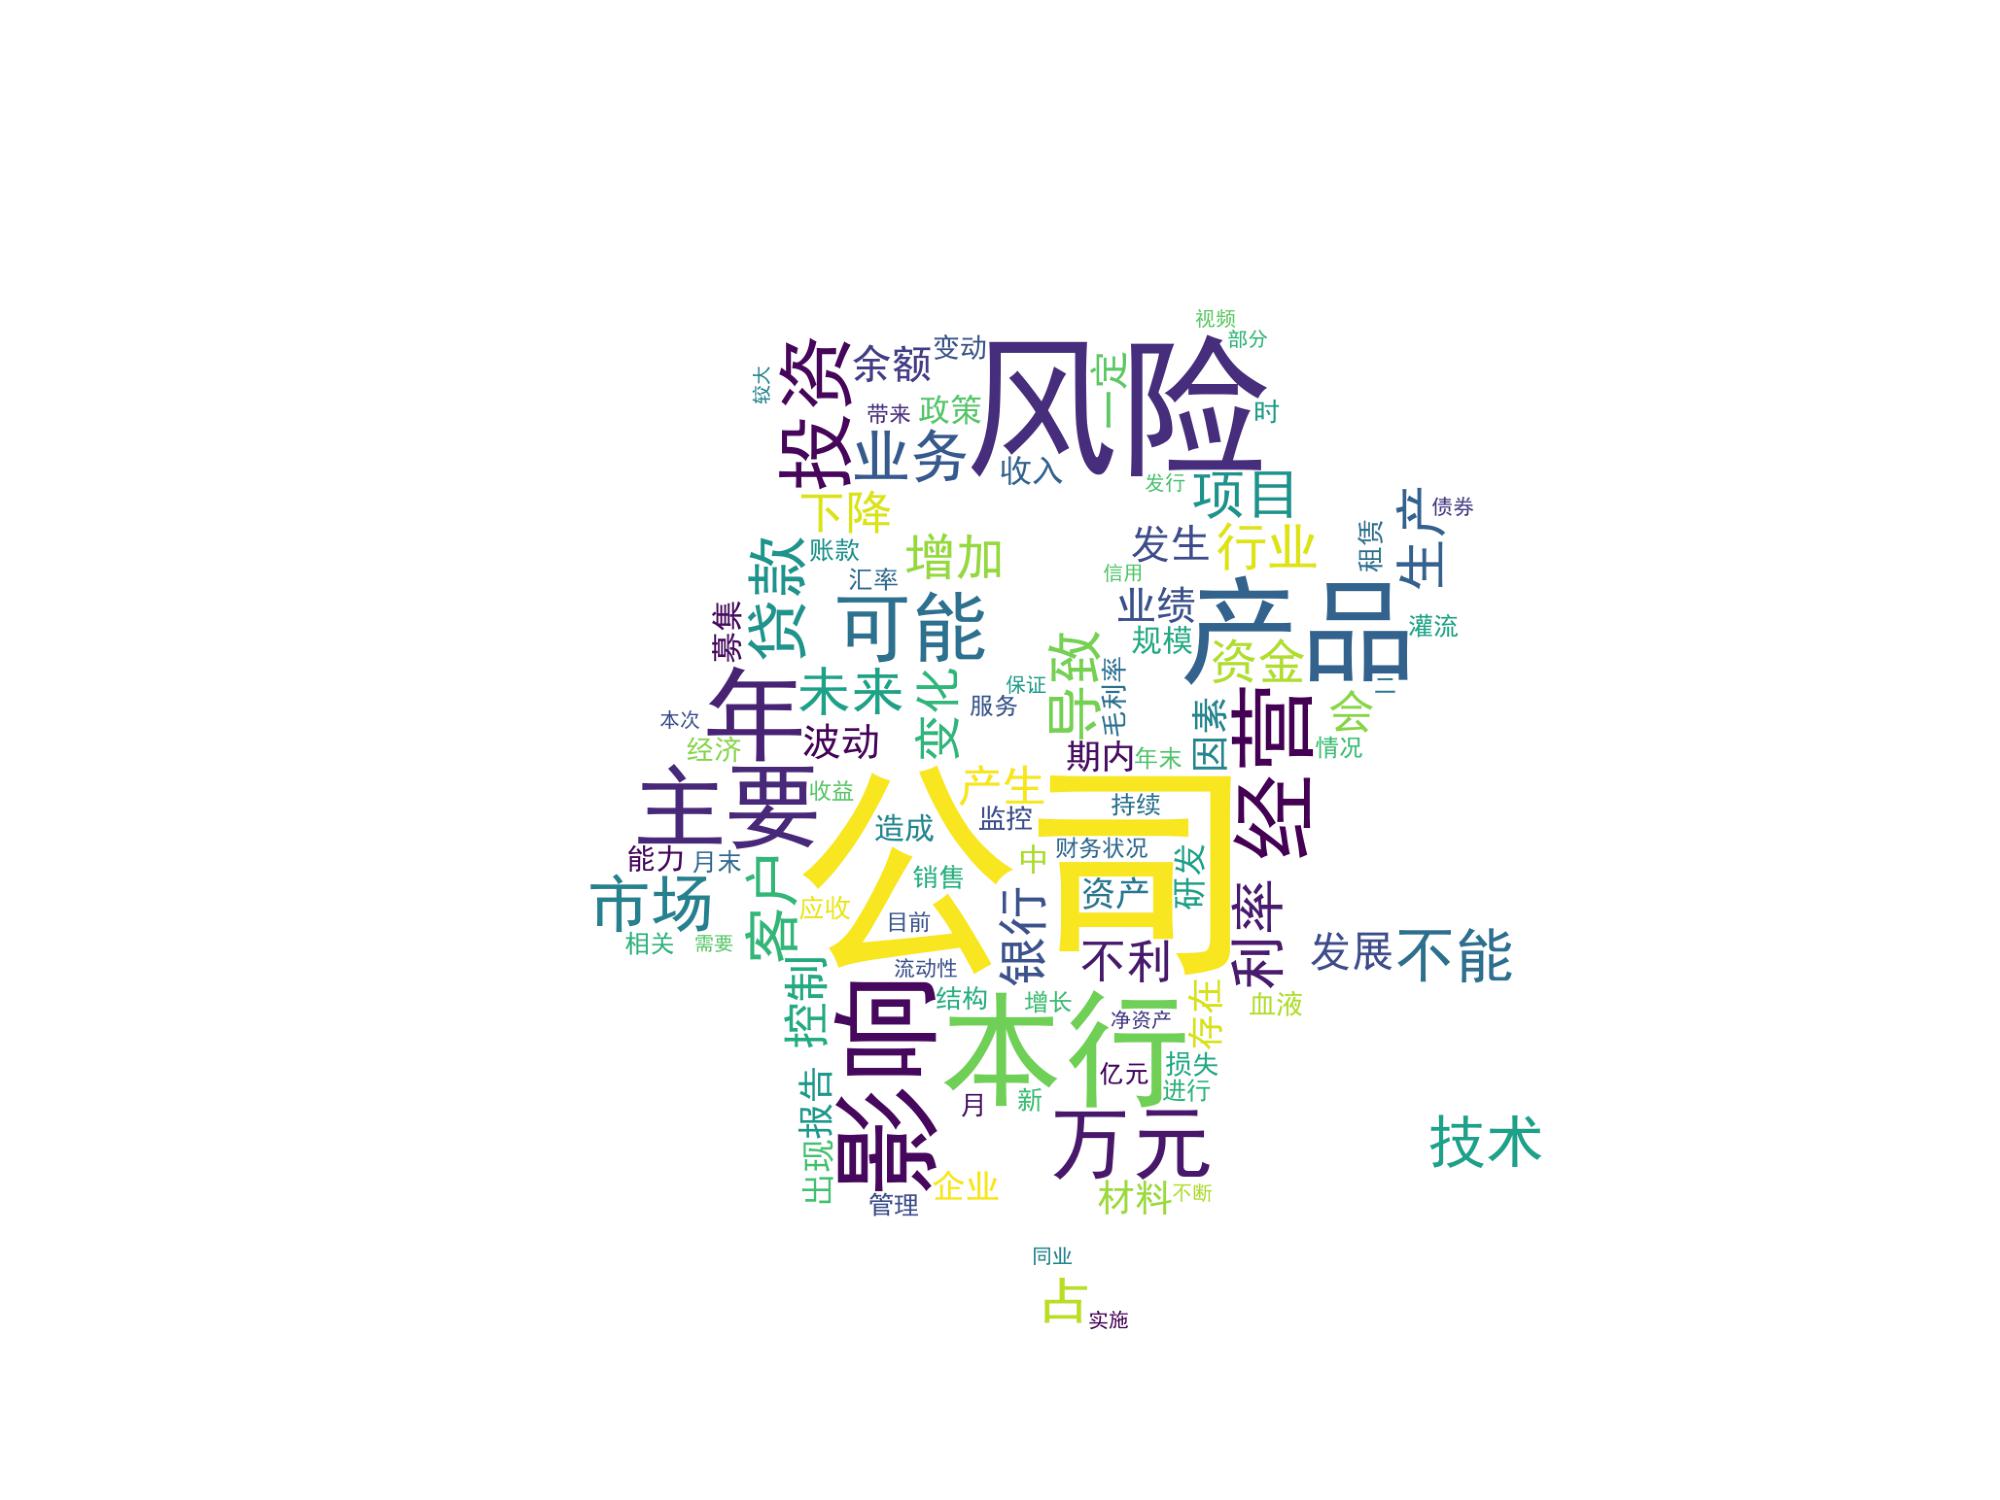 视频
部分
风险
变动
余额
投资
一定
较大
时
带来
政策
业务
收入
发行
项目
下降
生产
债券
账款
增加
发生
行业
租债
贷款
汇率
信用
可能
业绩
产品
募集
规模
灌流
资金
导致
毛利率
年
未来
变化
保证
服务
二
因素
经营
会
本次
波动
经济
期内
年末
情况
主要
收益
公司
产生
监控
持续
造成
财务状况
能力
月末
中
研发
市场
客户
销售
资产
应收
目前
银行
利率
相关
需要
不利
发展
不能
流动性
控制
影响
结构
增长
存在
血液
本行
净资产
亿元
损失
进行
报告
月
新
万元
技术
出现
管理
企业
材料
不断
同业
占
实施